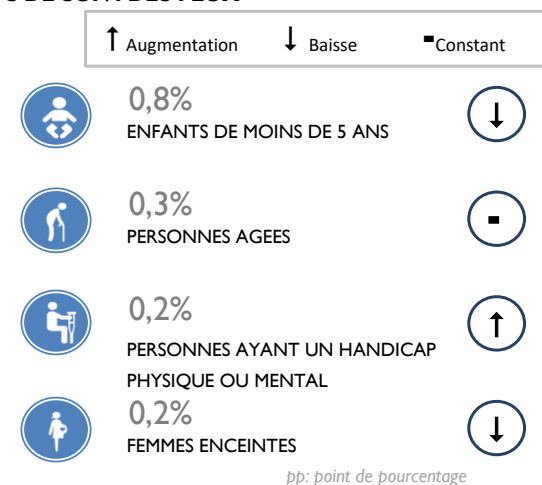 ↑ Augmentation ↓ Baisse ▬Constant
0,8%
ENFANTS DE MOINS DE 5 ANS
↓
0,3%
PERSONNES AGEES
-
0,2%
PERSONNES AYANT UN HANDICAP
PHYSIQUE OU MENTAL
↑
0,2%
FEMMES ENCEINTES
↓
pp: point de pourcentage